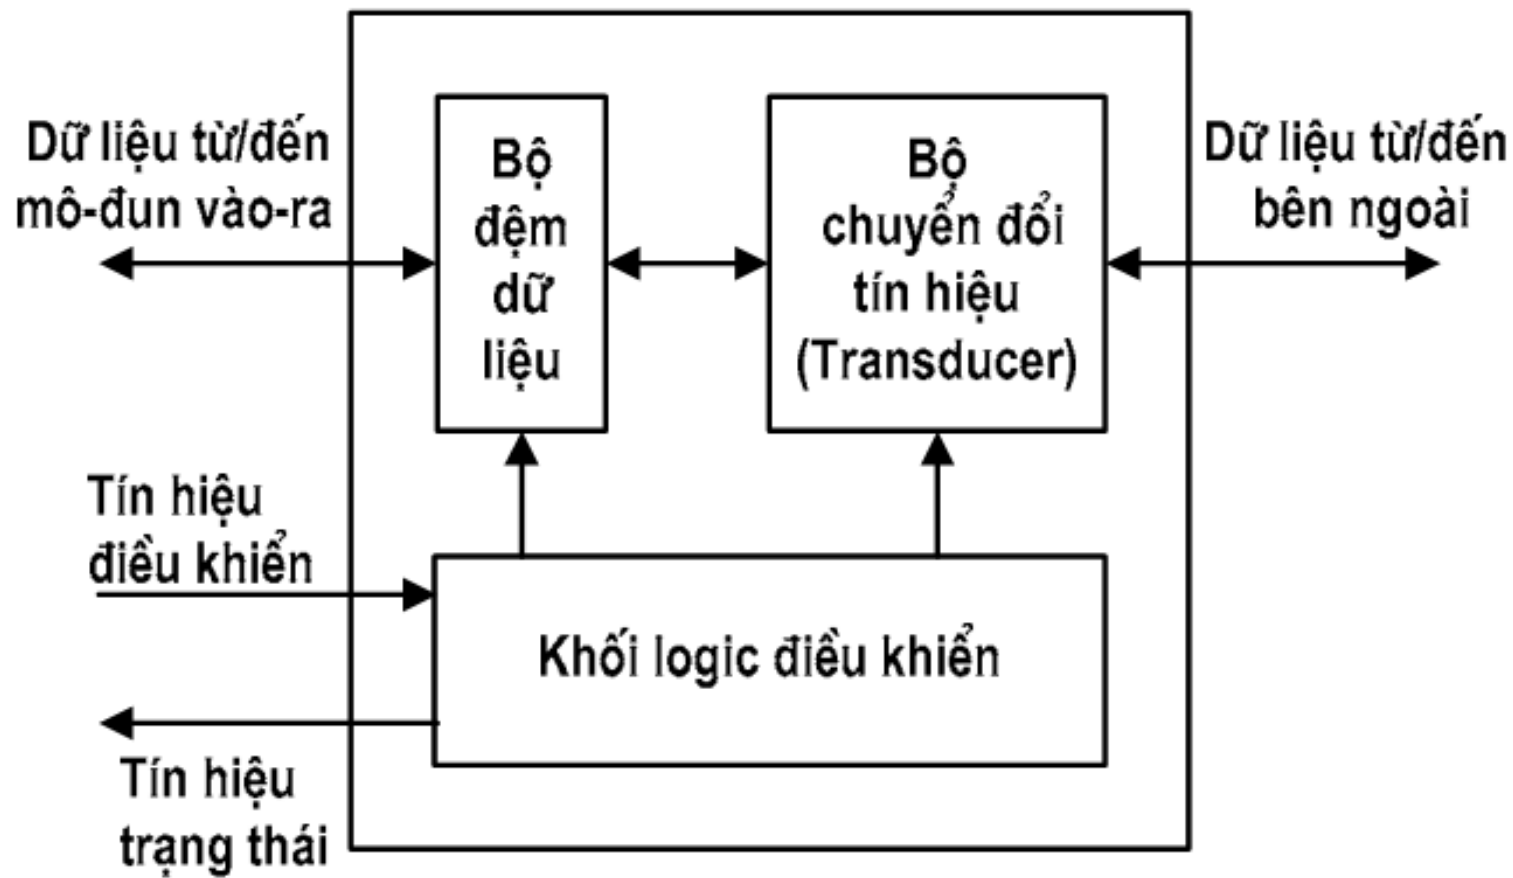 Dữ liệu từ/đến
mô-đun vào-ra
Bộ
đệm
dữ
liệu
Bộ
chuyển đổi
tín hiệu
(Transducer)
Dữ liệu từ/đến
bên ngoài
Tín hiệu
điều khiển
Khối logic điều khiển
Tín hiệu
trạng thái